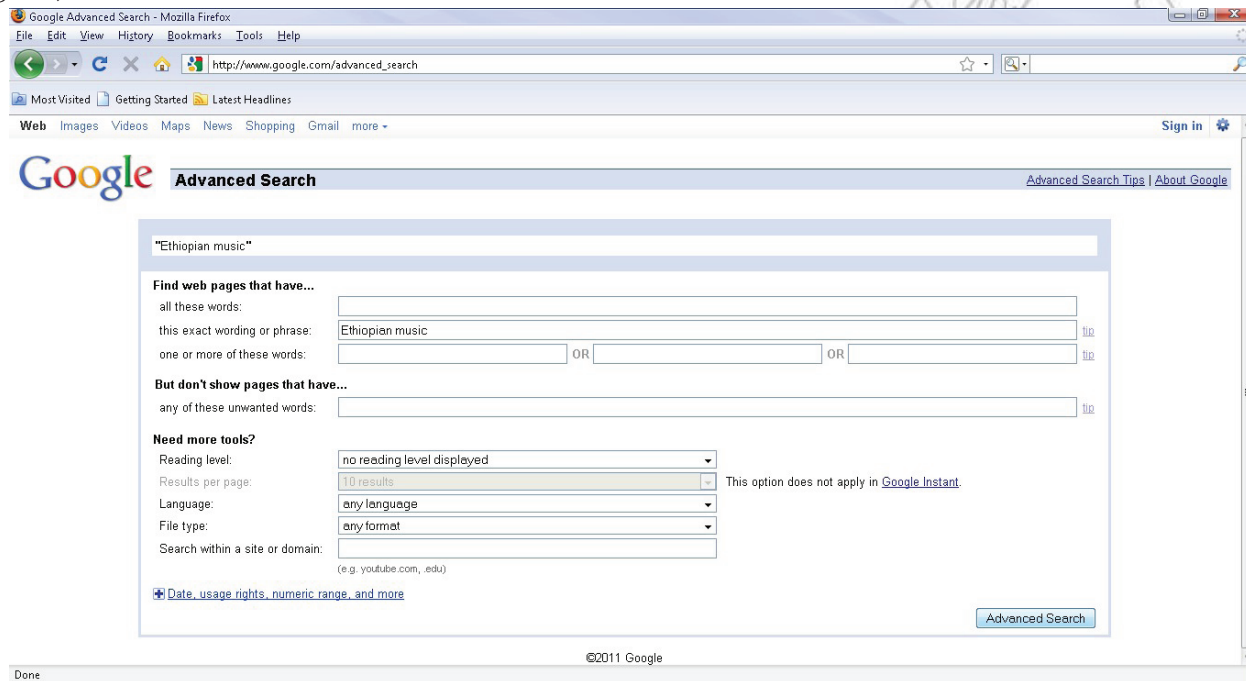 Google Advanced Search - Mozilla Firefox
File Edit View History Bookmarks Tools Help
http://www.google.com/advanced_search
Most Visited Getting Started Latest Headlines
Web Images Videos Maps News Shopping Gmail more Sign in
Google Advanced Search Advanced Search Tips | About Google
"Ethiopian music"
Find web pages that have...
all these words:
this exact wording or phrase: Ethiopian music tip
one or more of these words: OR OR tip
But don't show pages that have...
any of these unwanted words: tip
Need more tools?
Reading level: no reading level displayed
Results per page: 10 results This option does not apply in Google Instant.
Language: any language
File type: any format
Search within a site or domain:
(e.g. youtube.com, .edu)
Date, usage rights, numeric range, and more
Advanced Search
©2011 Google
Done